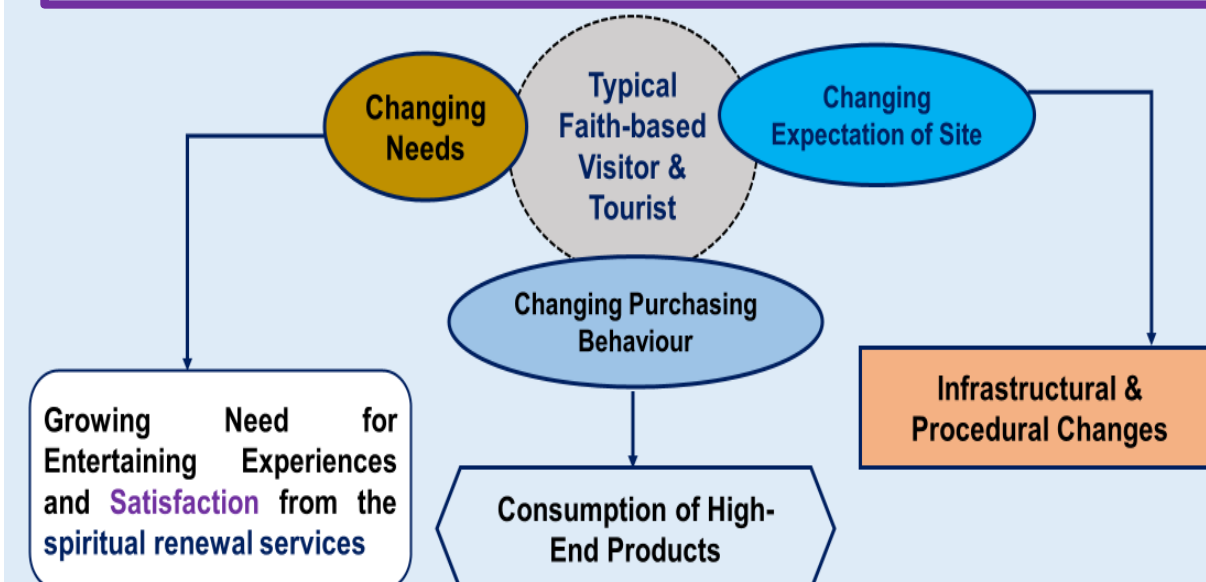 Typical
Faith-based
Visitor &
Tourist
Changing
Needs
Changing
Expectation of Site
Changing Purchasing
Behaviour
Growing Need for
Entertaining Experiences
and Satisfaction from the
spiritual renewal services
Consumption of High-
End Products
Infrastructural &
Procedural Changes